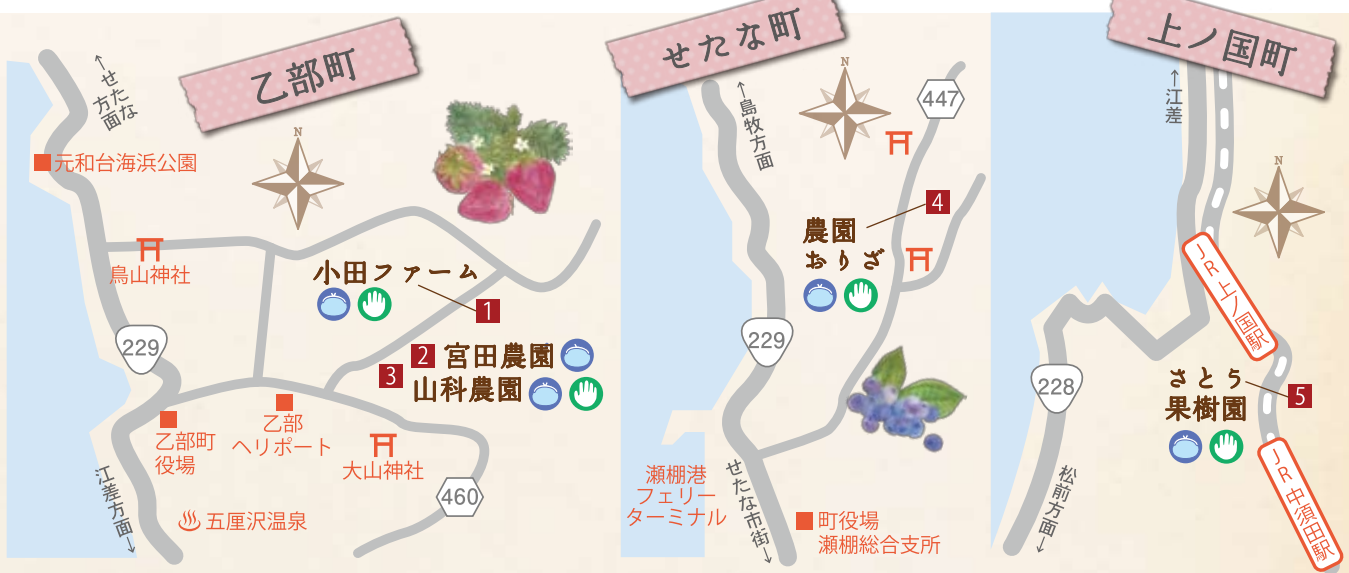 乙部町
←せたな
方面
N
元和台海浜公園
鳥山神社
小田ファーム
1
229
2 宮田農園
3 山科農園
乙部町
役場
乙部
ヘリポート
大山神社
460
江差方面→
五厘沢温泉
せたな町
←島牧方面
N
447
4
農園
おりざ
229
瀬棚港
フェリー
ターミナル
せたな市街→
町役場
瀬棚総合支所
上ノ国町
←江差
N
JR 上ノ国駅
228
さとう
果樹園
5
松前方面→
JR 中須田駅